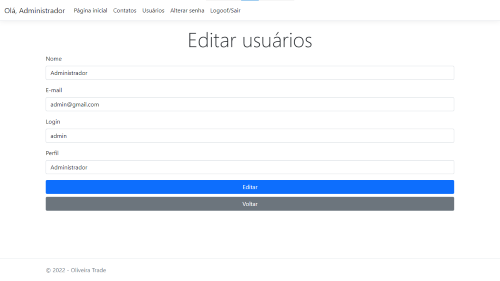 Olá, Administrador Página inicial Contatos Usuários Alterar senha Logoof/Sair
Editar usuários
Nome
Administrador
E-mail
admin@gmail.com
Login
admin
Perfil
Administrador
Editar
Voltar
© 2022 - Oliveira Trade